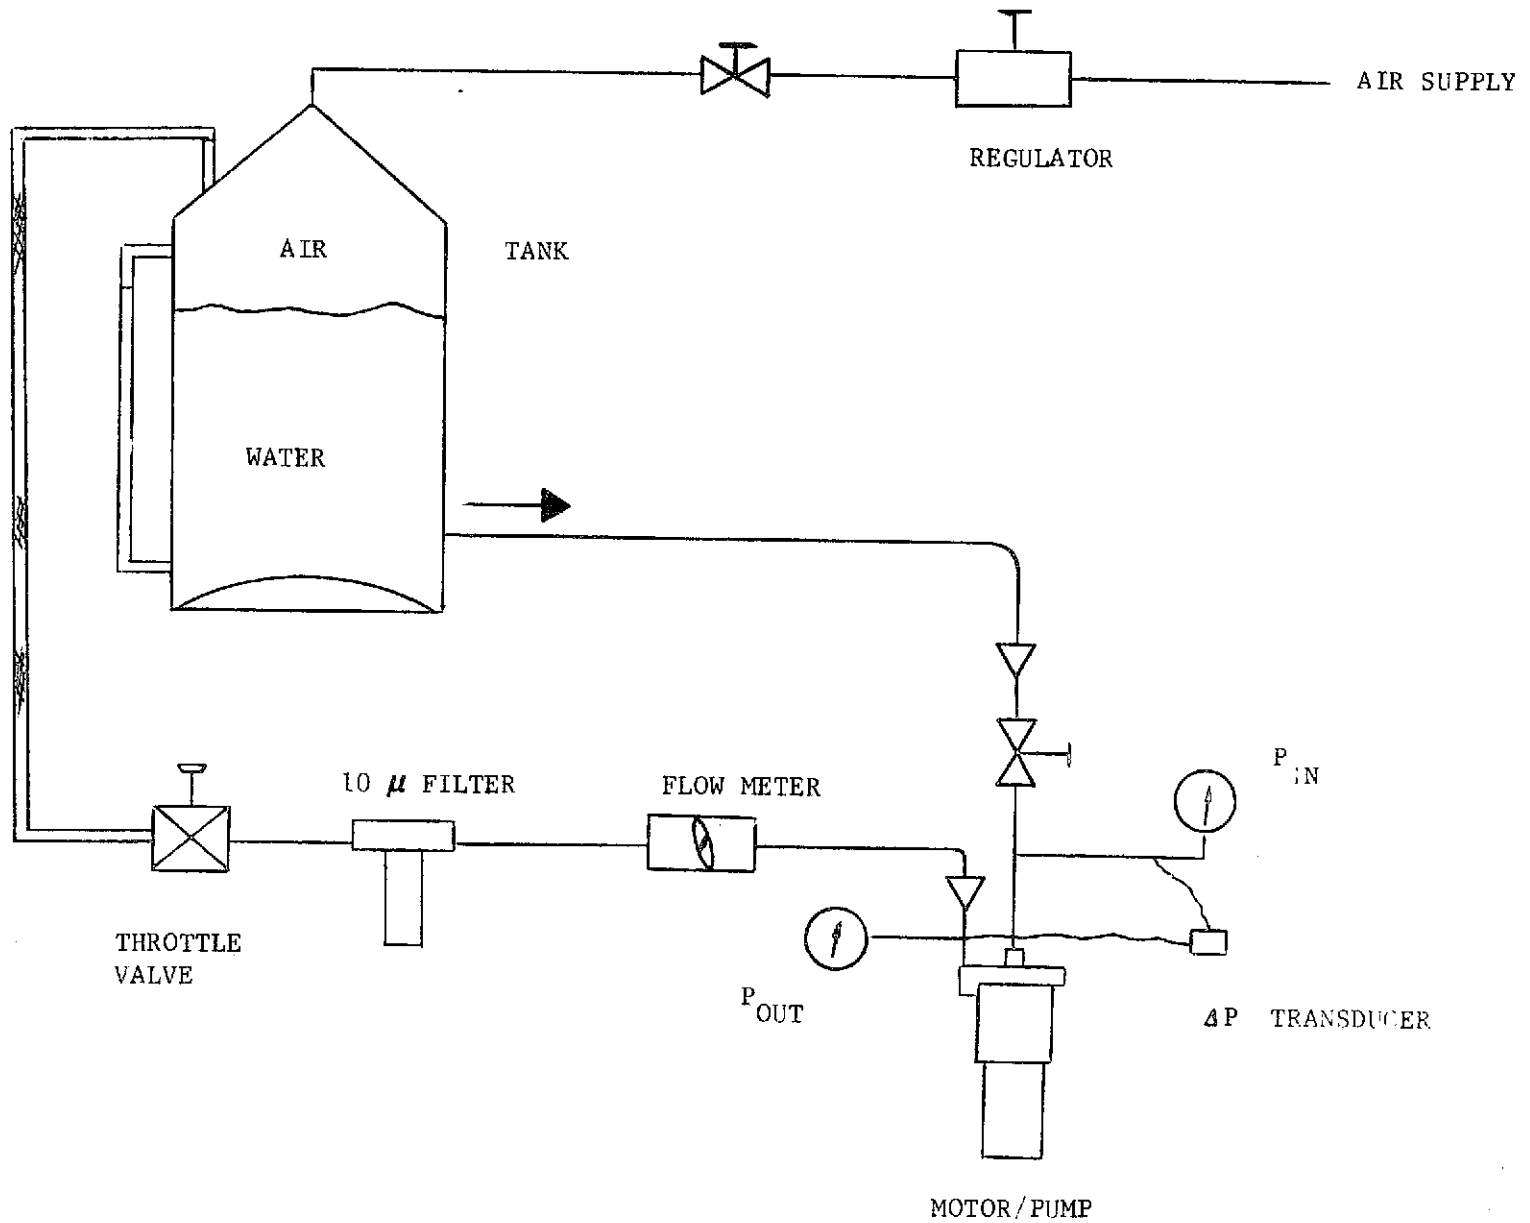 AIR SUPPLY
REGULATOR
AIR
TANK
WATER
10 μ FILTER
FLOW METER
P IN
THROTTLE
VALVE
P OUT
ΔP TRANSDUCER
MOTOR/PUMP